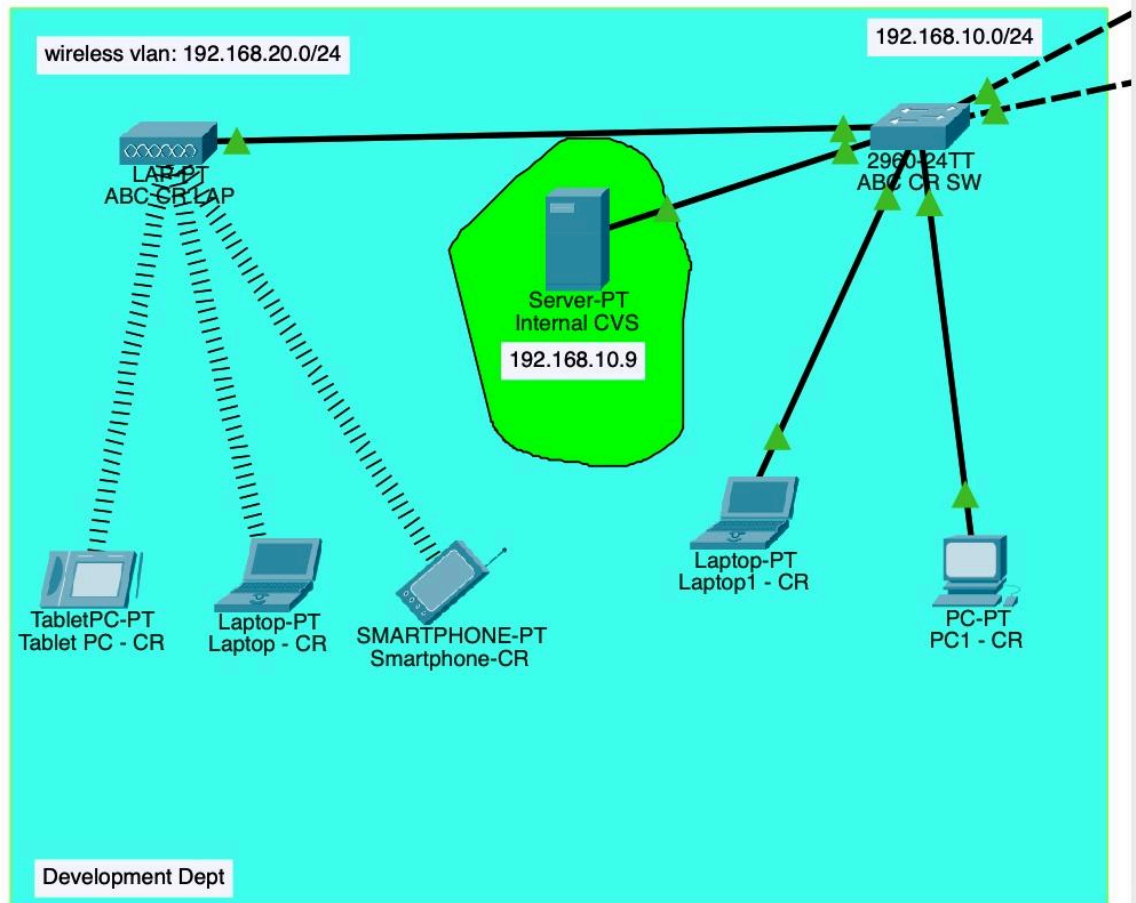 wireless vlan: 192.168.20.0/24
192.168.10.0/24
LAP-PT
ABC CR LAP
2960-24TT
ABC CR SW
Server-PT
Internal CVS
192.168.10.9
TabletPC-PT
Tablet PC - CR
Laptop-PT
Laptop - CR
SMARTPHONE-PT
Smartphone-CR
Laptop-PT
Laptop1 - CR
PC-PT
PC1 - CR
Development Dept